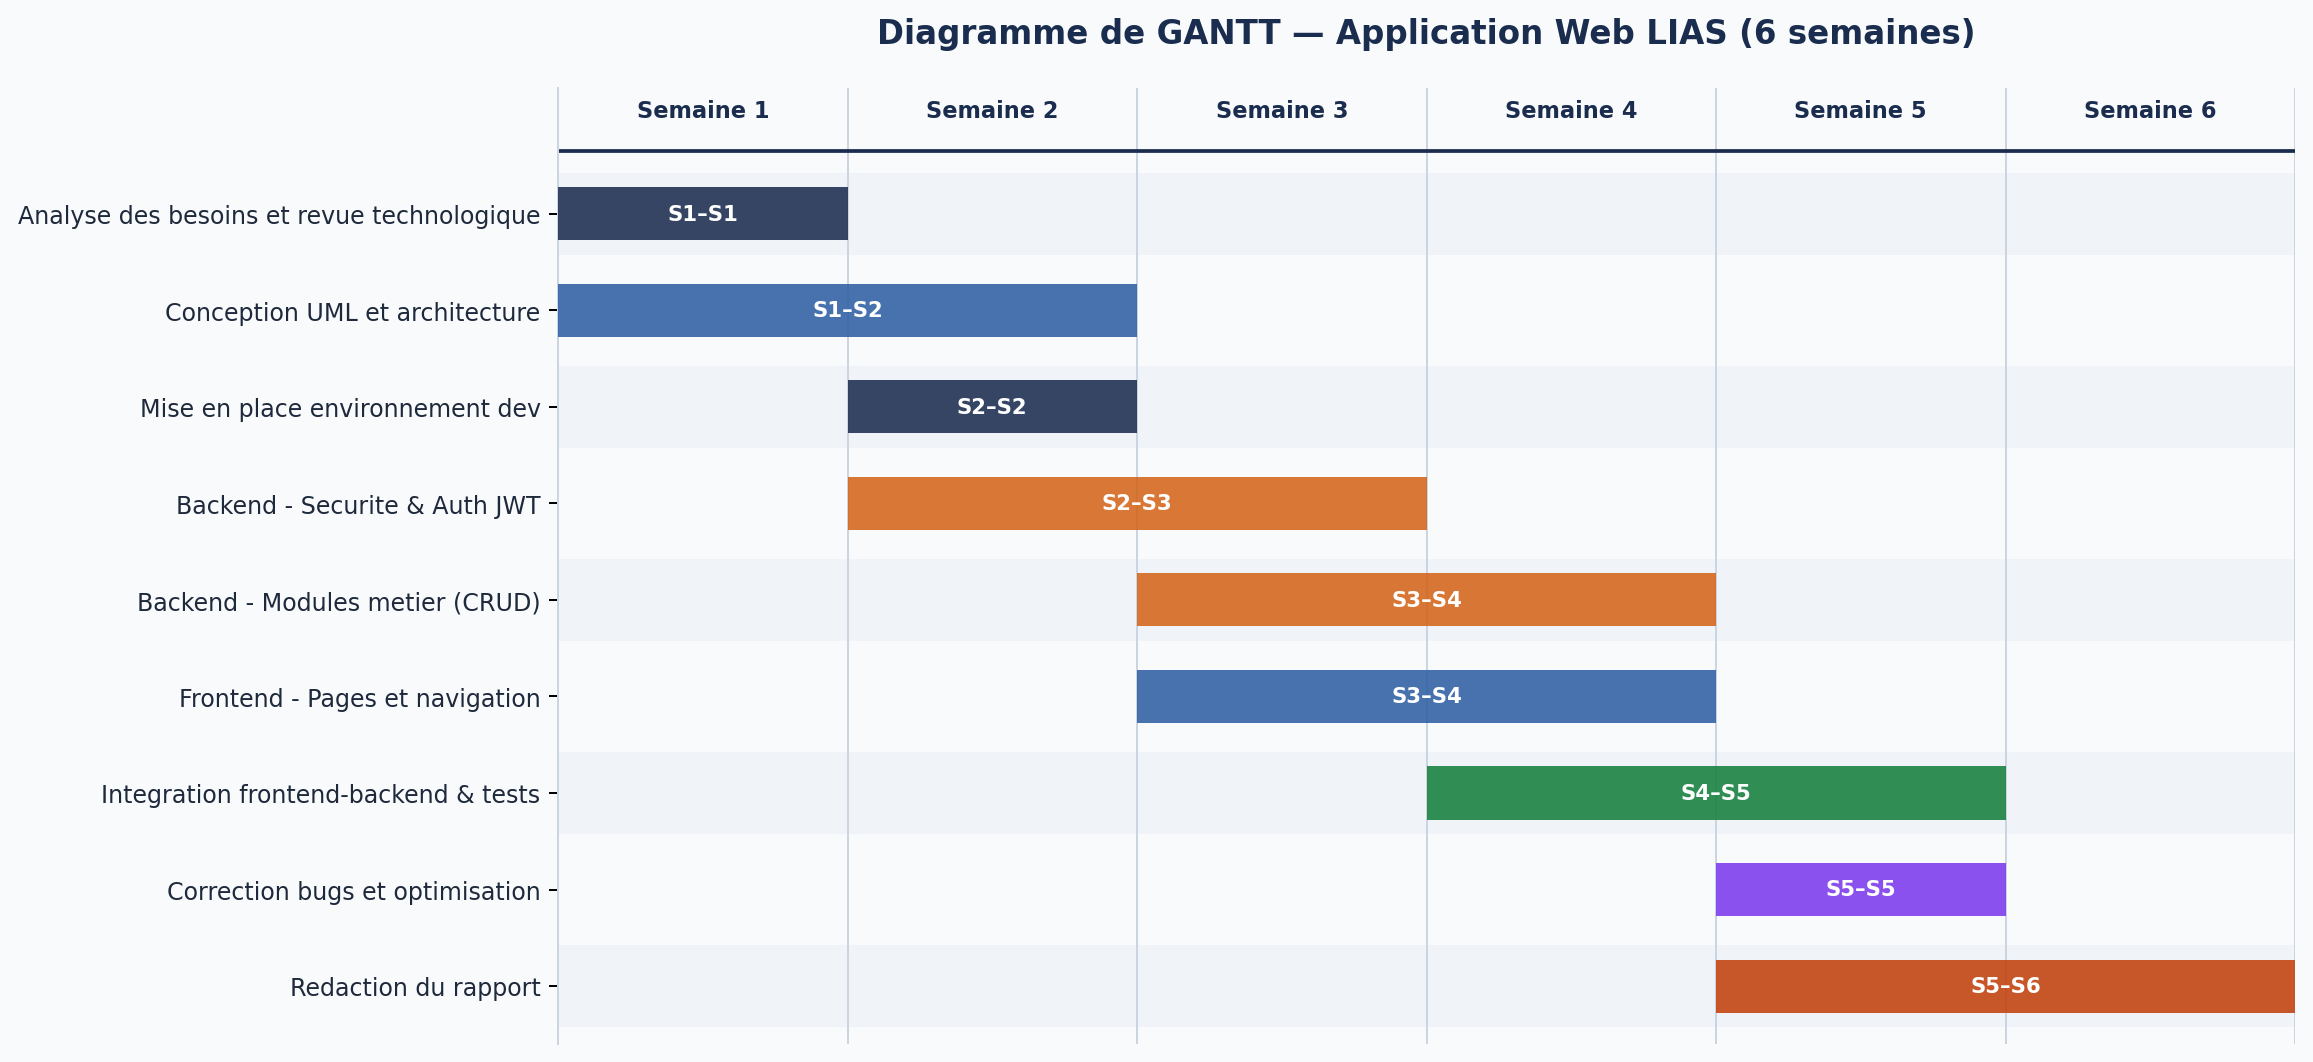 Diagramme de GANTT — Application Web LIAS (6 semaines)
Semaine 1 Semaine 2 Semaine 3 Semaine 4 Semaine 5 Semaine 6
Analyse des besoins et revue technologique S1–S1
Conception UML et architecture S1–S2
Mise en place environnement dev S2–S2
Backend - Securite & Auth JWT S2–S3
Backend - Modules metier (CRUD) S3–S4
Frontend - Pages et navigation S3–S4
Integration frontend-backend & tests S4–S5
Correction bugs et optimisation S5–S5
Redaction du rapport S5–S6